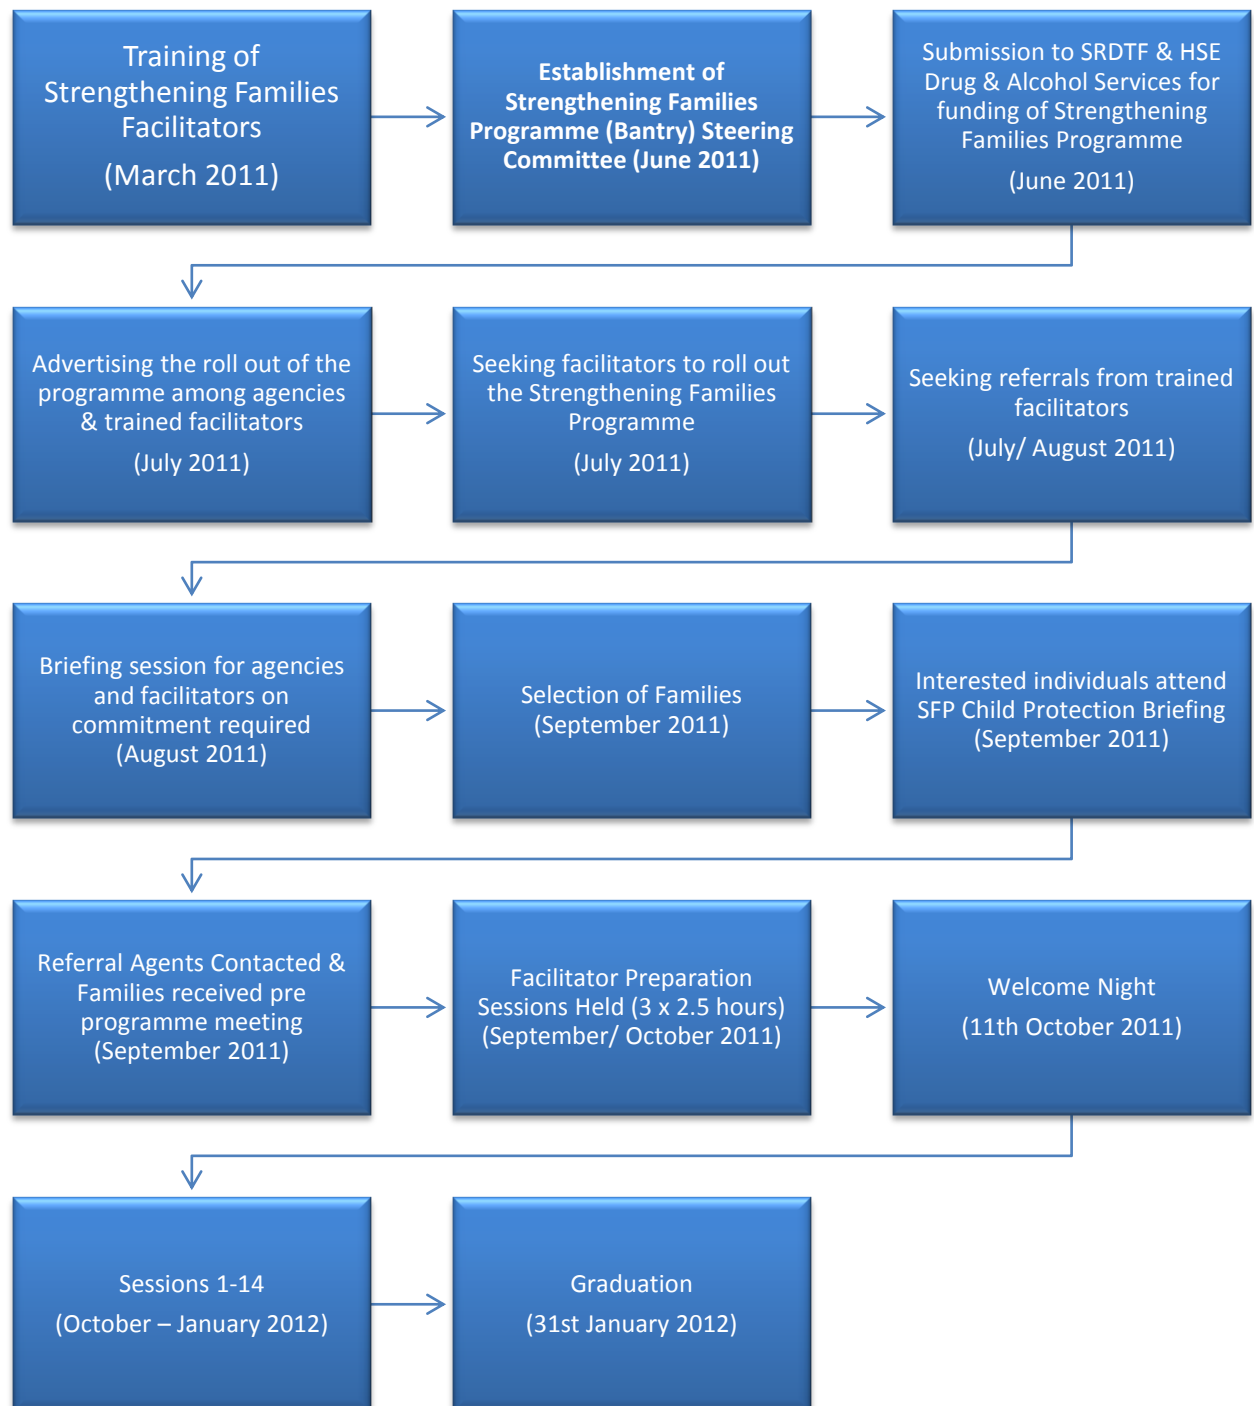 Training of
Strengthening Families
Facilitators
(March 2011)
Establishment of
Strengthening Families
Programme (Bantry) Steering
Committee (June 2011)
Submission to SRDTF & HSE
Drug & Alcohol Services for
funding of Strengthening
Families Programme
(June 2011)
Advertising the roll out of the
programme among agencies
& trained facilitators
(July 2011)
Seeking facilitators to roll out
the Strengthening Families
Programme
(July 2011)
Seeking referrals from trained
facilitators
(July/ August 2011)
Briefing session for agencies
and facilitators on
commitment required
(August 2011)
Selection of Families
(September 2011)
Interested individuals attend
SFP Child Protection Briefing
(September 2011)
Referral Agents Contacted &
Families received pre
programme meeting
(September 2011)
Facilitator Preparation
Sessions Held (3 x 2.5 hours)
(September/ October 2011)
Welcome Night
(11th October 2011)
Sessions 1-14
(October – January 2012)
Graduation
(31st January 2012)